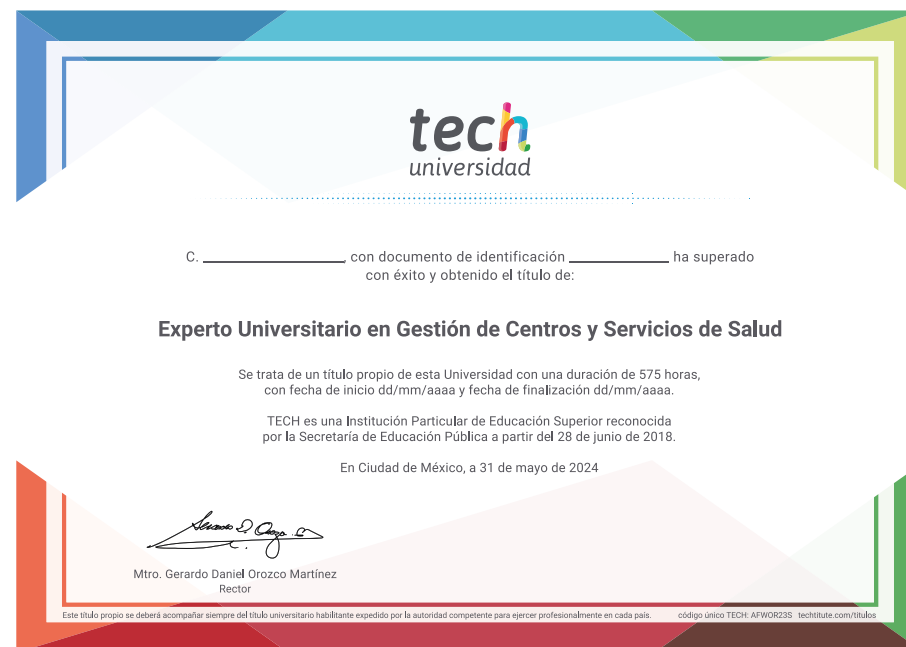 tech
universidad
C. ____________, con documento de identificación ____________ ha superado
con éxito y obtenido el título de:
Experto Universitario en Gestión de Centros y Servicios de Salud
Se trata de un título propio de esta Universidad con una duración de 575 horas,
con fecha de inicio dd/mm/aaaa y fecha de finalización dd/mm/aaaa.
TECH es una Institución Particular de Educación Superior reconocida
por la Secretaría de Educación Pública a partir del 28 de junio de 2018.
En Ciudad de México, a 31 de mayo de 2024
Mtro. Gerardo Daniel Orozco Martínez
Rector
Este título propio se deberá acompañar siempre del título universitario habilitante expedido por la autoridad competente para ejercer profesionalmente en cada país. código único TECH: AFWOR23S techtitute.com/titulos